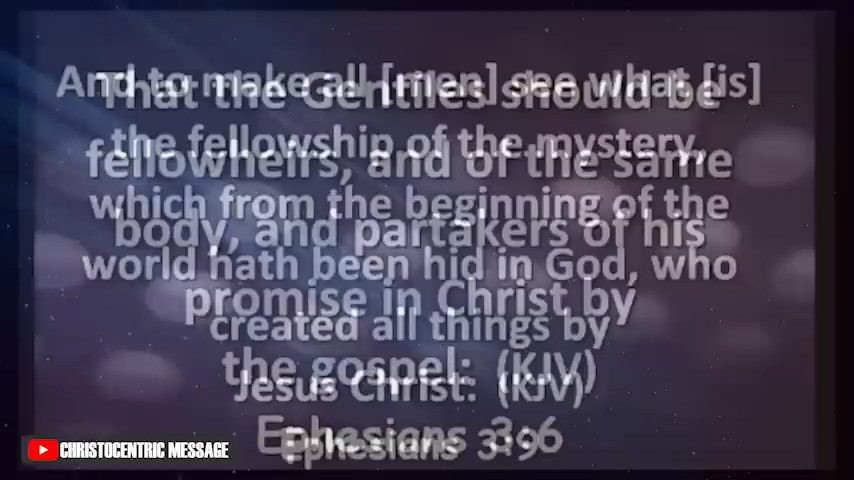 That the Gentiles should be
fellowheirs, and of the same
body, and partakers of his
promise in Christ by
the gospel: (KJV)
Ephesians 3:6
And to make all [men] see what [is]
the fellowship of the mystery,
which from the beginning of the
world hath been hid in God, who
created all things by
Jesus Christ: (KJV)
Ephesians 3:9
CHRISTOCENTRIC MESSAGE